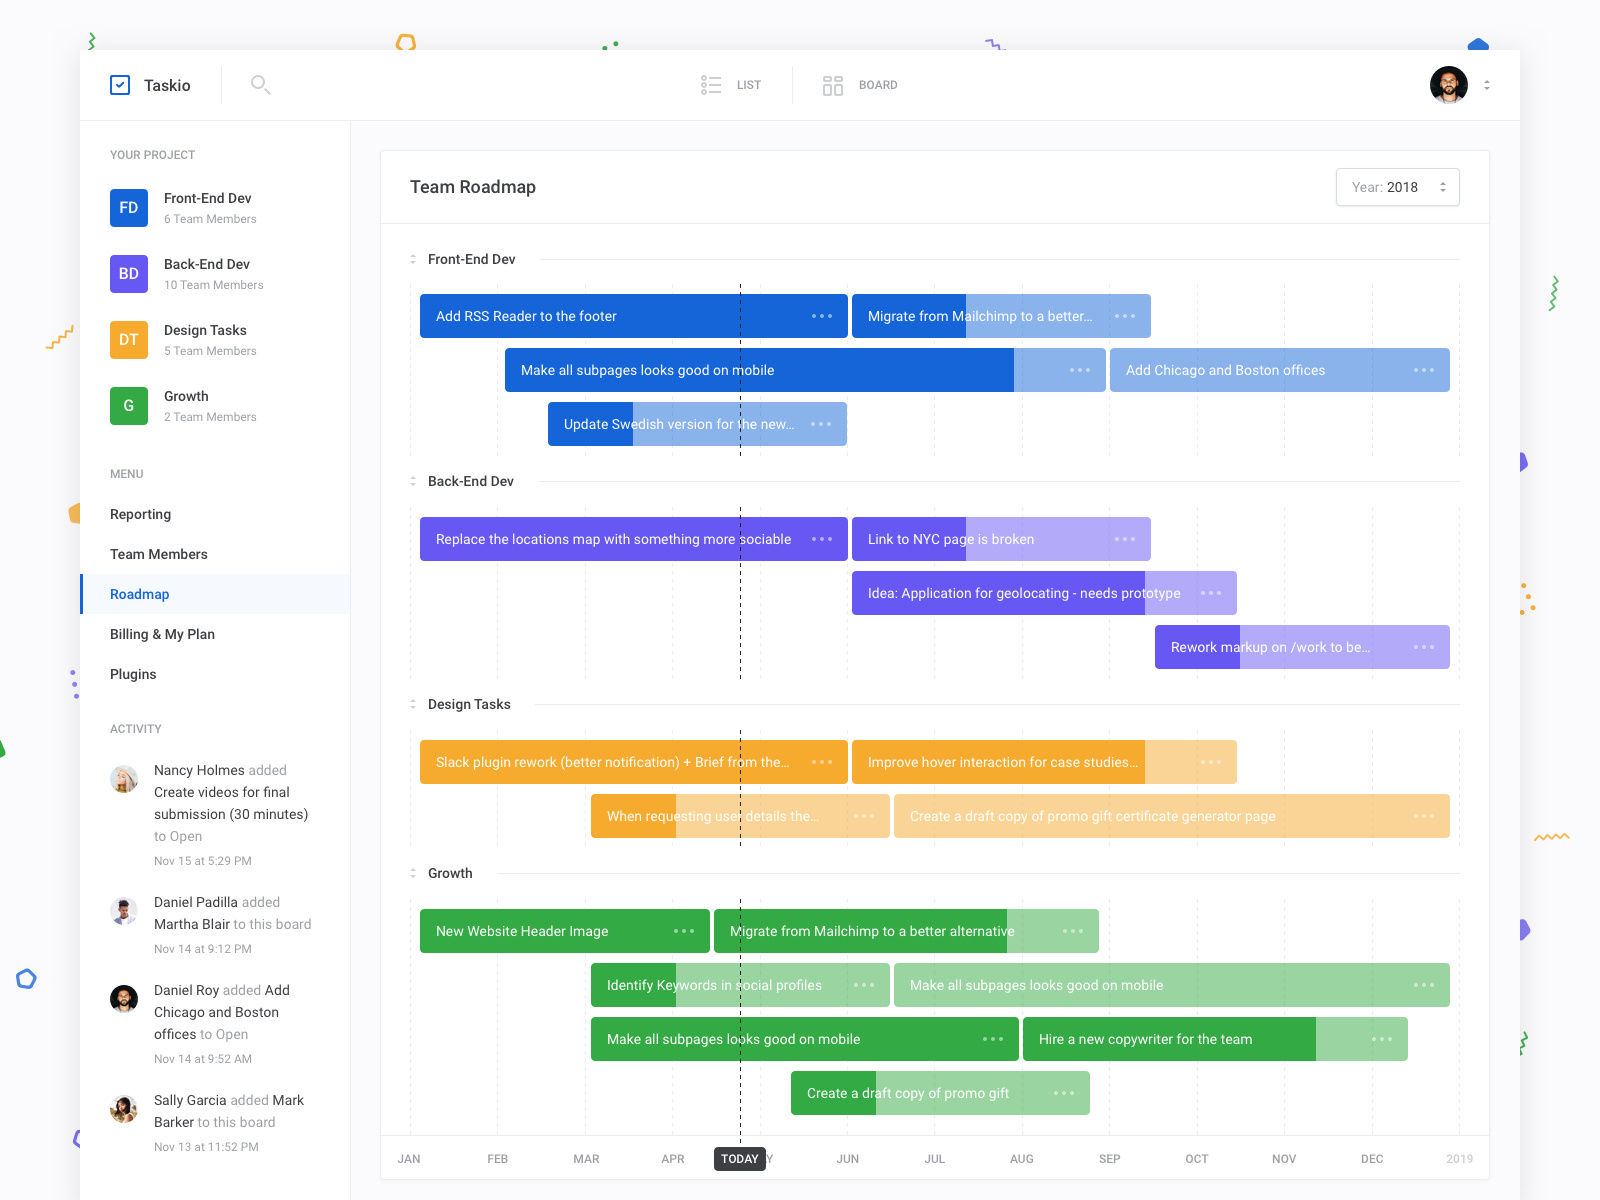 Taskio
LIST
BOARD
YOUR PROJECT
FD
Front-End Dev
6 Team Members
BD
Back-End Dev
10 Team Members
DT
Design Tasks
5 Team Members
G
Growth
2 Team Members
MENU
Reporting
Team Members
Roadmap
Billing & My Plan
Plugins
ACTIVITY
Nancy Holmes added
Create videos for final
submission (30 minutes)
to Open
Nov 15 at 5:29 PM
Daniel Padilla added
Martha Blair to this board
Nov 14 at 9:12 PM
Daniel Roy added Add
Chicago and Boston
offices to Open
Nov 14 at 9:52 AM
Sally Garcia added Mark
Barker to this board
Nov 13 at 11:52 PM
Team Roadmap
Year: 2018
Front-End Dev
Add RSS Reader to the footer
Migrate from Mailchimp to a better...
Make all subpages looks good on mobile
Add Chicago and Boston offices
Update Swedish version for the new...
Back-End Dev
Replace the locations map with something more sociable
Link to NYC page is broken
Idea: Application for geolocating - needs prototype
Rework markup on /work to be...
Design Tasks
Slack plugin rework (better notification) + Brief from the...
Improve hover interaction for case studies...
When requesting user details the...
Create a draft copy of promo gift certificate generator page
Growth
New Website Header Image
Migrate from Mailchimp to a better alternative
Identify Keywords in social profiles
Make all subpages looks good on mobile
Make all subpages looks good on mobile
Hire a new copywriter for the team
Create a draft copy of promo gift
JAN FEB MAR APR TODAY Y JUN JUL AUG SEP OCT NOV DEC 2019